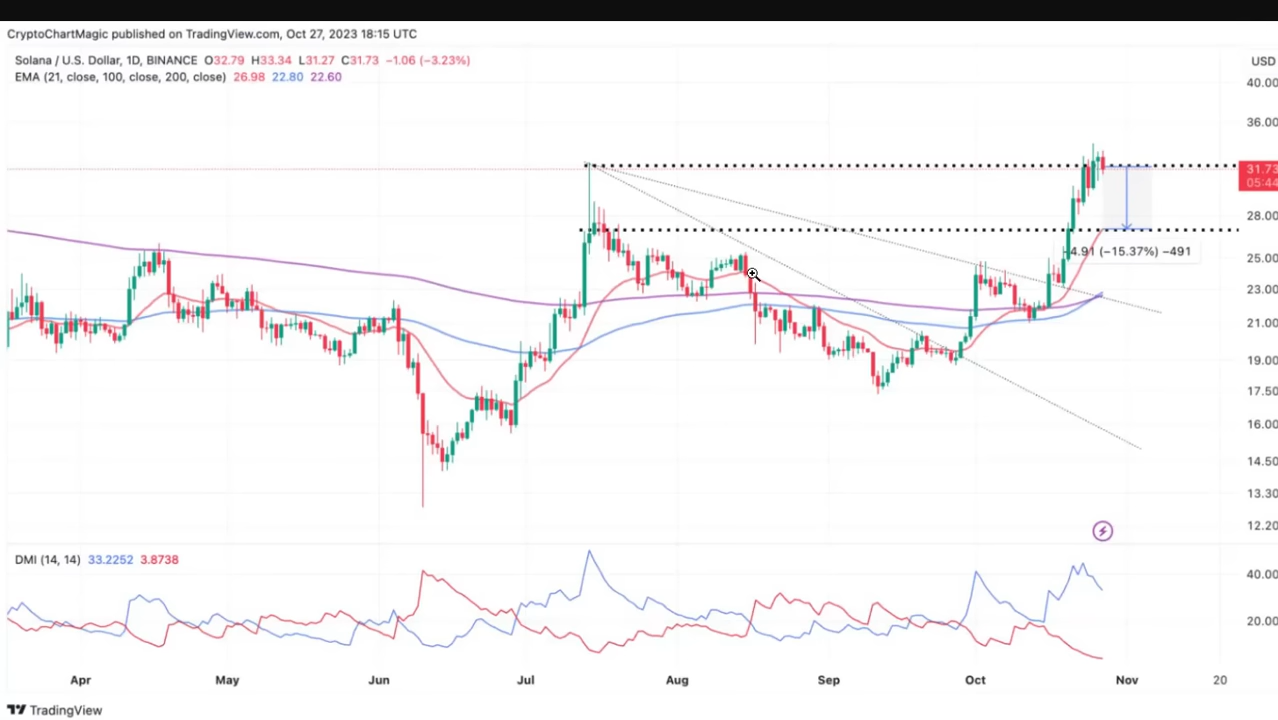 CryptoChartMagic published on TradingView.com, Oct 27, 2023 18:15 UTC
Solana / U.S. Dollar, 1D, BINANCE O32.79 H33.34 L31.27 C31.73 −1.06 (−3.23%)
EMA (21, close, 100, close, 200, close) 26.98 22.80 22.60
USD
40.00
36.00
31.73
05:44
28.00
-4.91 (−15.37%) −491
25.00
23.00
21.00
19.00
17.50
16.00
14.50
13.30
12.20
DMI (14, 14) 33.2252 3.8738
40.00
20.00
Apr May Jun Jul Aug Sep Oct Nov 20
TradingView